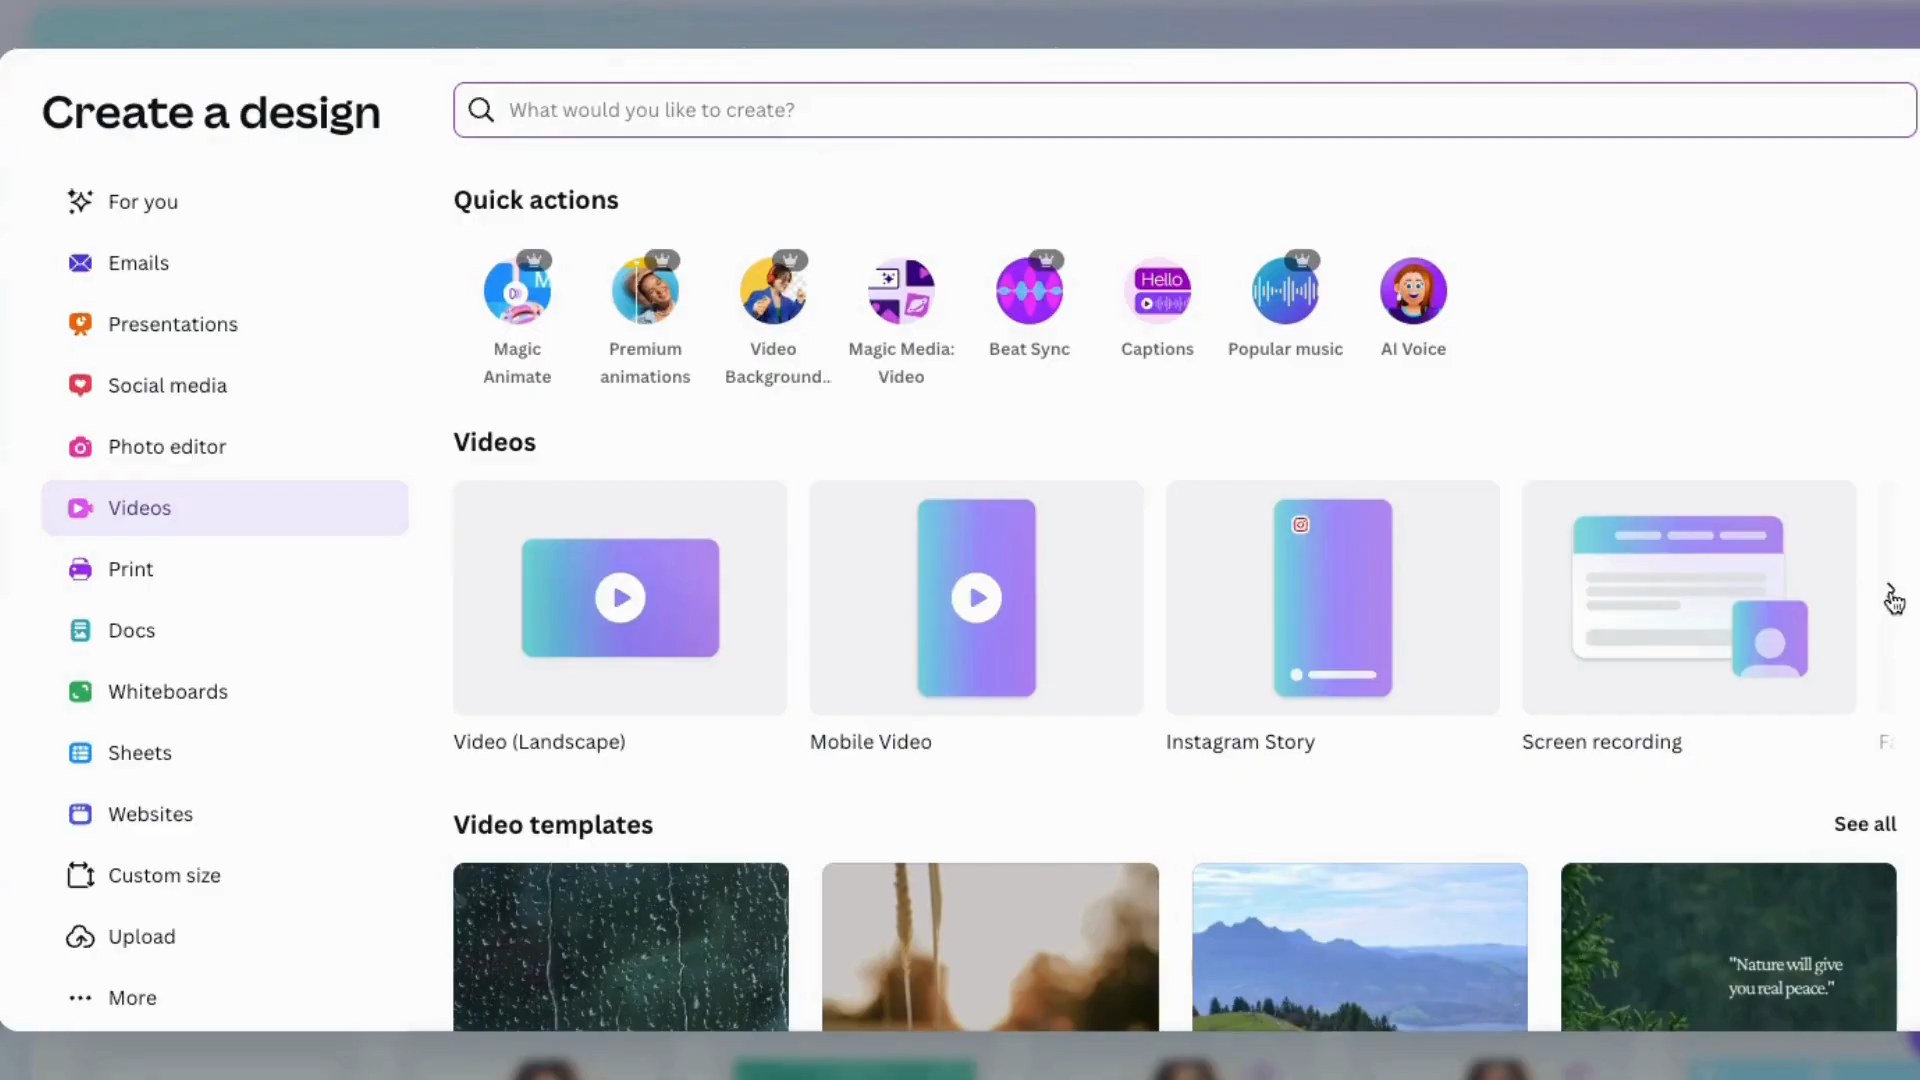 Create a design
What would you like to create?
For you
Emails
Presentations
Social media
Photo editor
Videos
Print
Docs
Whiteboards
Sheets
Websites
Custom size
Upload
More
Quick actions
Hello
Magic
Animate
Premium
animations
Video
Background..
Magic Media:
Video
Beat Sync
Captions
Popular music
AI Voice
Videos
Video (Landscape)
Mobile Video
Instagram Story
Screen recording
Video templates
See all
"Nature will give
you real peace."